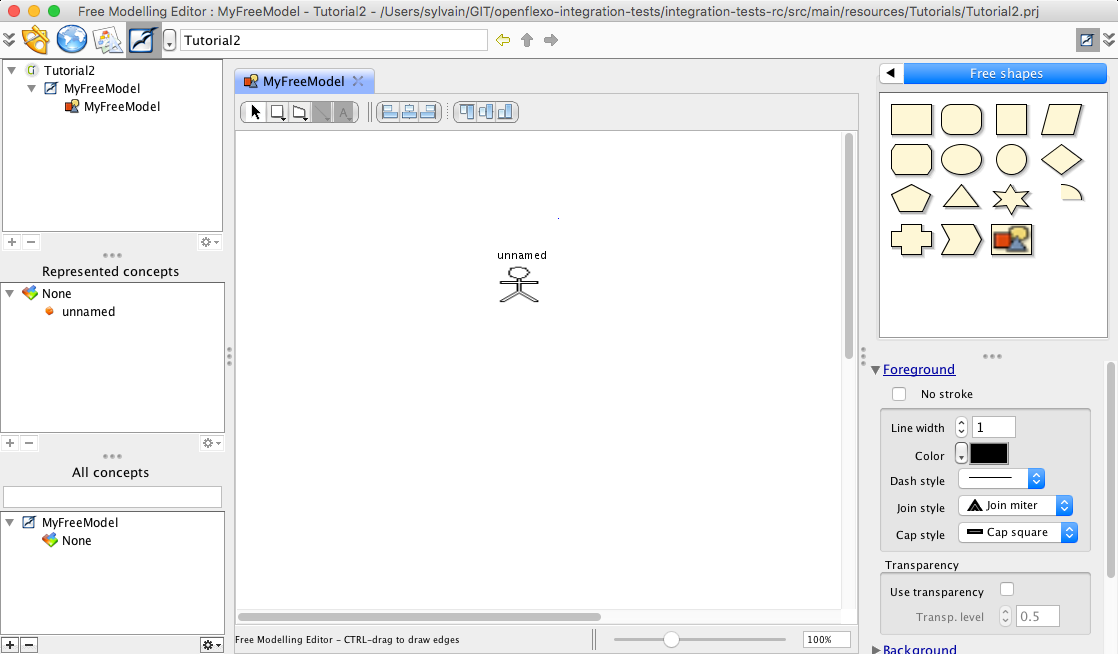 Free Modelling Editor : MyFreeModel - Tutorial2 - /Users/sylvain/GIT/openflexo-integration-tests/integration-tests-rc/src/main/resources/Tutorials/Tutorial2.prj
Tutorial2
Tutorial2
MyFreeModel
MyFreeModel
Represented concepts
None
unnamed
All concepts
MyFreeModel
None
MyFreeModel
A
unnamed
Free Modelling Editor - CTRL-drag to draw edges
100%
Free shapes
Foreground
No stroke
Line width 1
Color
Dash style
Join style Join miter
Cap style Cap square
Transparency
Use transparency
Transp. level 0.5
Background